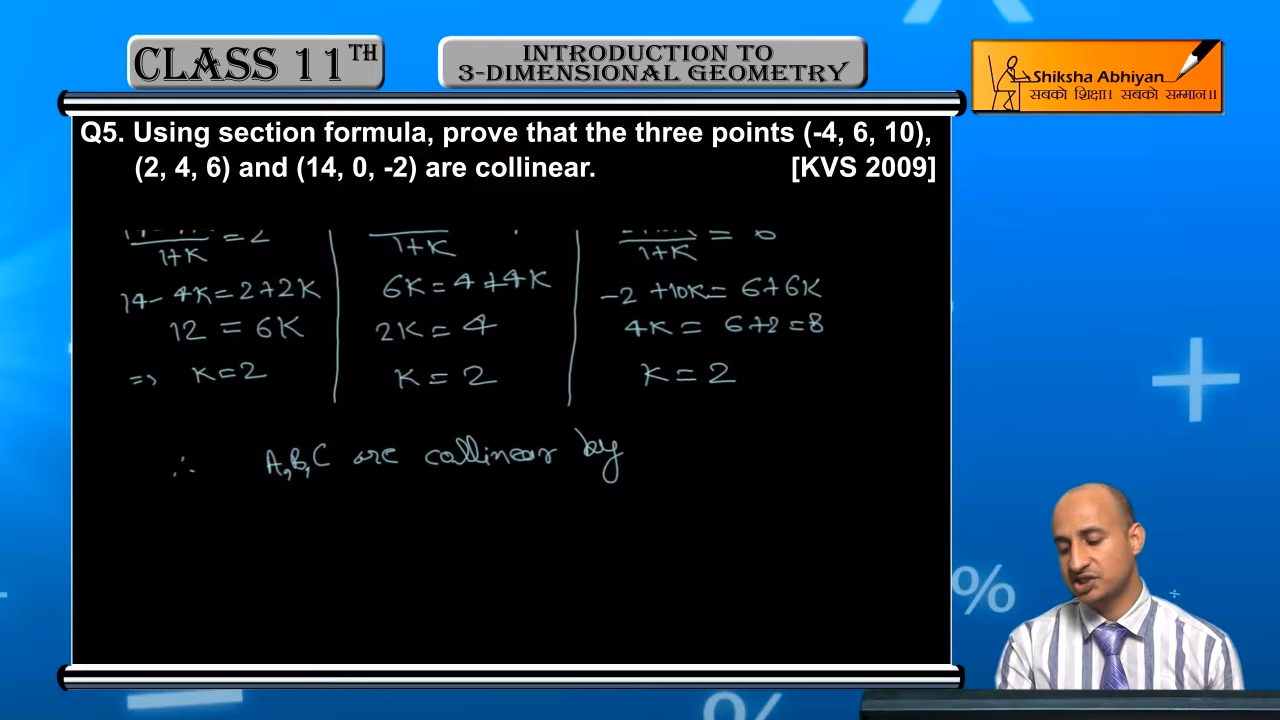 CLASS 11TH
INTRODUCTION TO
3-DIMENSIONAL GEOMETRY
Shiksha Abhiyan
सबको शिक्षा। सबको सम्मान॥
Q5. Using section formula, prove that the three points (-4, 6, 10),
(2, 4, 6) and (14, 0, -2) are collinear. [KVS 2009]
1+K = 2
14 - 4K = 2 + 2K
12 = 6K
=> K = 2
1+K
6K = 4 + 4K
2K = 4
K = 2
1+K = 6
-2 + 10K = 6 + 6K
4K = 6 + 2 = 8
K = 2
∴ A, B, C are collinear by